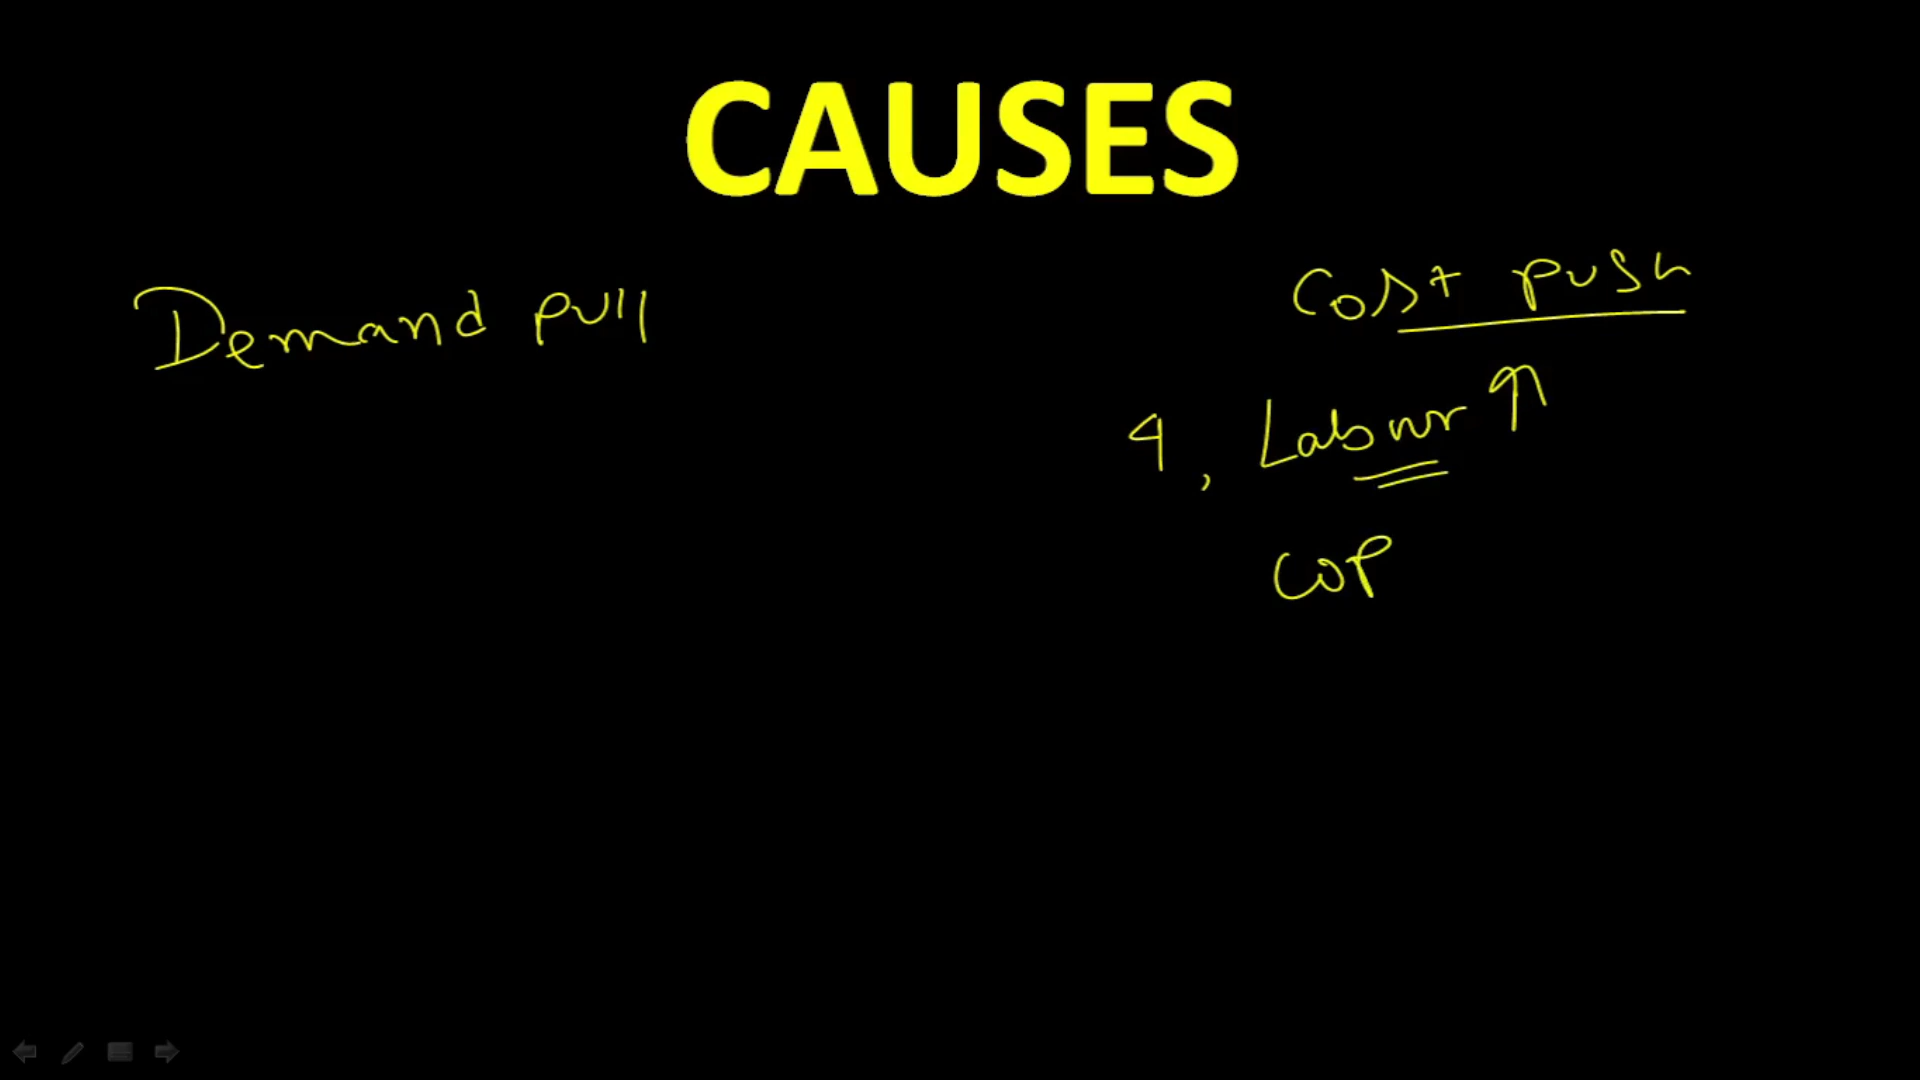 CAUSES
Demand pull
Cost push
4, Labour ↑
COP